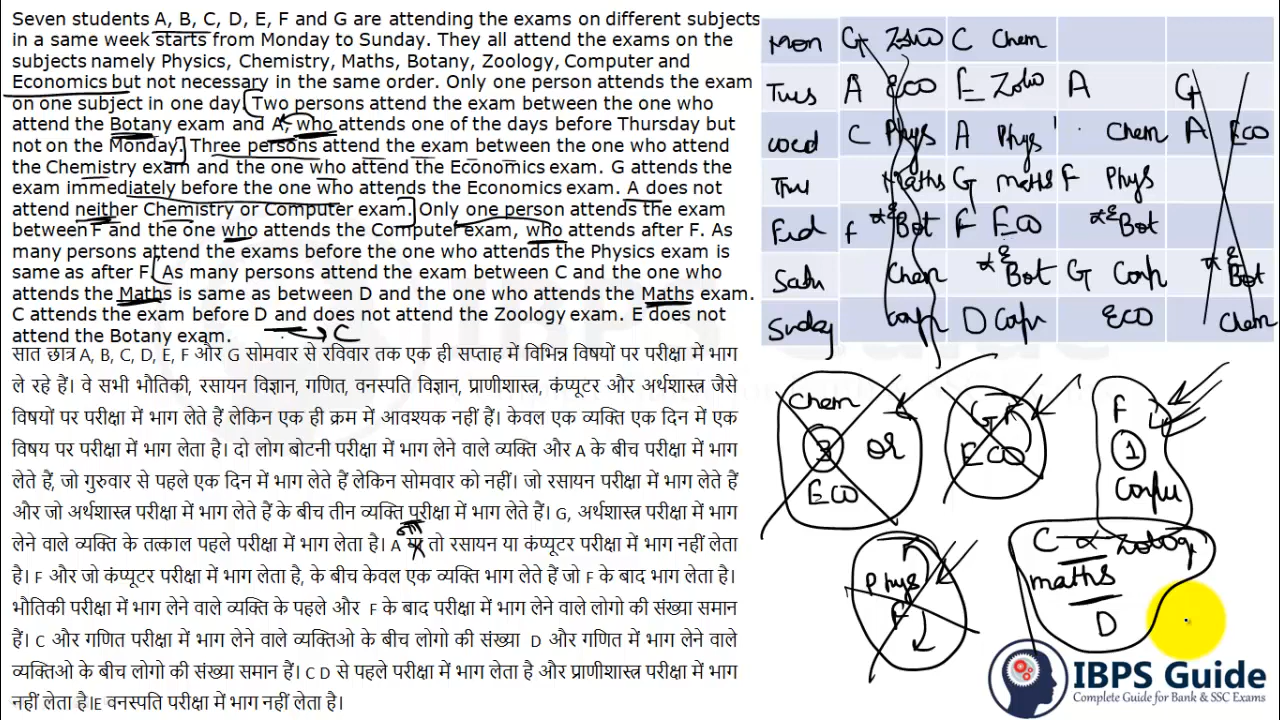 Seven students A, B, C, D, E, F and G are attending the exams on different subjects
in a same week starts from Monday to Sunday. They all attend the exams on the
subjects namely Physics, Chemistry, Maths, Botany, Zoology, Computer and
Economics but not necessary in the same order. Only one person attends the exam
on one subject in one day. Two persons attend the exam between the one who
attend the Botany exam and A, who attends one of the days before Thursday but
not on the Monday. Three persons attend the exam between the one who attend
the Chemistry exam and the one who attend the Economics exam. G attends the
exam immediately before the one who attends the Economics exam. A does not
attend neither Chemistry or Computer exam. Only one person attends the exam
between F and the one who attends the Computer exam, who attends after F. As
many persons attend the exams before the one who attends the Physics exam is
same as after F. As many persons attend the exam between C and the one who
attends the Maths is same as between D and the one who attends the Maths exam.
C attends the exam before D and does not attend the Zoology exam. E does not
attend the Botany exam.
C
सात छात्र A, B, C, D, E, F और G सोमवार से रविवार तक एक ही सप्ताह में विभिन्न विषयों पर परीक्षा में भाग
ले रहे हैं। वे सभी भौतिकी, रसायन विज्ञान, गणित, वनस्पति विज्ञान, प्राणीशास्त्र, कंप्यूटर और अर्थशास्त्र जैसे
विषयों पर परीक्षा में भाग लेते हैं लेकिन एक ही क्रम में आवश्यक नहीं हैं। केवल एक व्यक्ति एक दिन में एक
विषय पर परीक्षा में भाग लेता है। दो लोग बोटनी परीक्षा में भाग लेने वाले व्यक्ति और A के बीच परीक्षा में भाग
लेते हैं, जो गुरुवार से पहले एक दिन में भाग लेते हैं लेकिन सोमवार को नहीं। जो रसायन परीक्षा में भाग लेते हैं
और जो अर्थशास्त्र परीक्षा में भाग लेते हैं के बीच तीन व्यक्ति परीक्षा में भाग लेते हैं। G, अर्थशास्त्र परीक्षा में भाग
लेने वाले व्यक्ति के तत्काल पहले परीक्षा में भाग लेता है। A तो रसायन या कंप्यूटर परीक्षा में भाग नहीं लेता
है। F और जो कंप्यूटर परीक्षा में भाग लेता है, के बीच केवल एक व्यक्ति भाग लेते हैं जो F के बाद भाग लेता है।
भौतिकी परीक्षा में भाग लेने वाले व्यक्ति के पहले और F के बाद परीक्षा में भाग लेने वाले लोगो की संख्या समान
हैं। C और गणित परीक्षा में भाग लेने वाले व्यक्तिओ के बीच लोगो की संख्या D और गणित में भाग लेने वाले
व्यक्तिओ के बीच लोगो की संख्या समान हैं। C D से पहले परीक्षा में भाग लेता है और प्राणीशास्त्र परीक्षा में भाग
नहीं लेता है।E वनस्पति परीक्षा में भाग नहीं लेता है।
Mon G Zoo C Chem
Tues A Eco E Zoo A G
wed C Phys A Phys Chem A Eco
Thu Maths G maths F Phys
Fri F Bot F Eco Bot
Sath Chem Bot G Comp Bot
Sunday Comp D Comp Eco Chem
Chem
3 or
Eco
G
Eco
F
1
Compu
Phys
F
C Zoology
maths
D
IBPS Guide
Complete Guide for Bank & SSC Exams